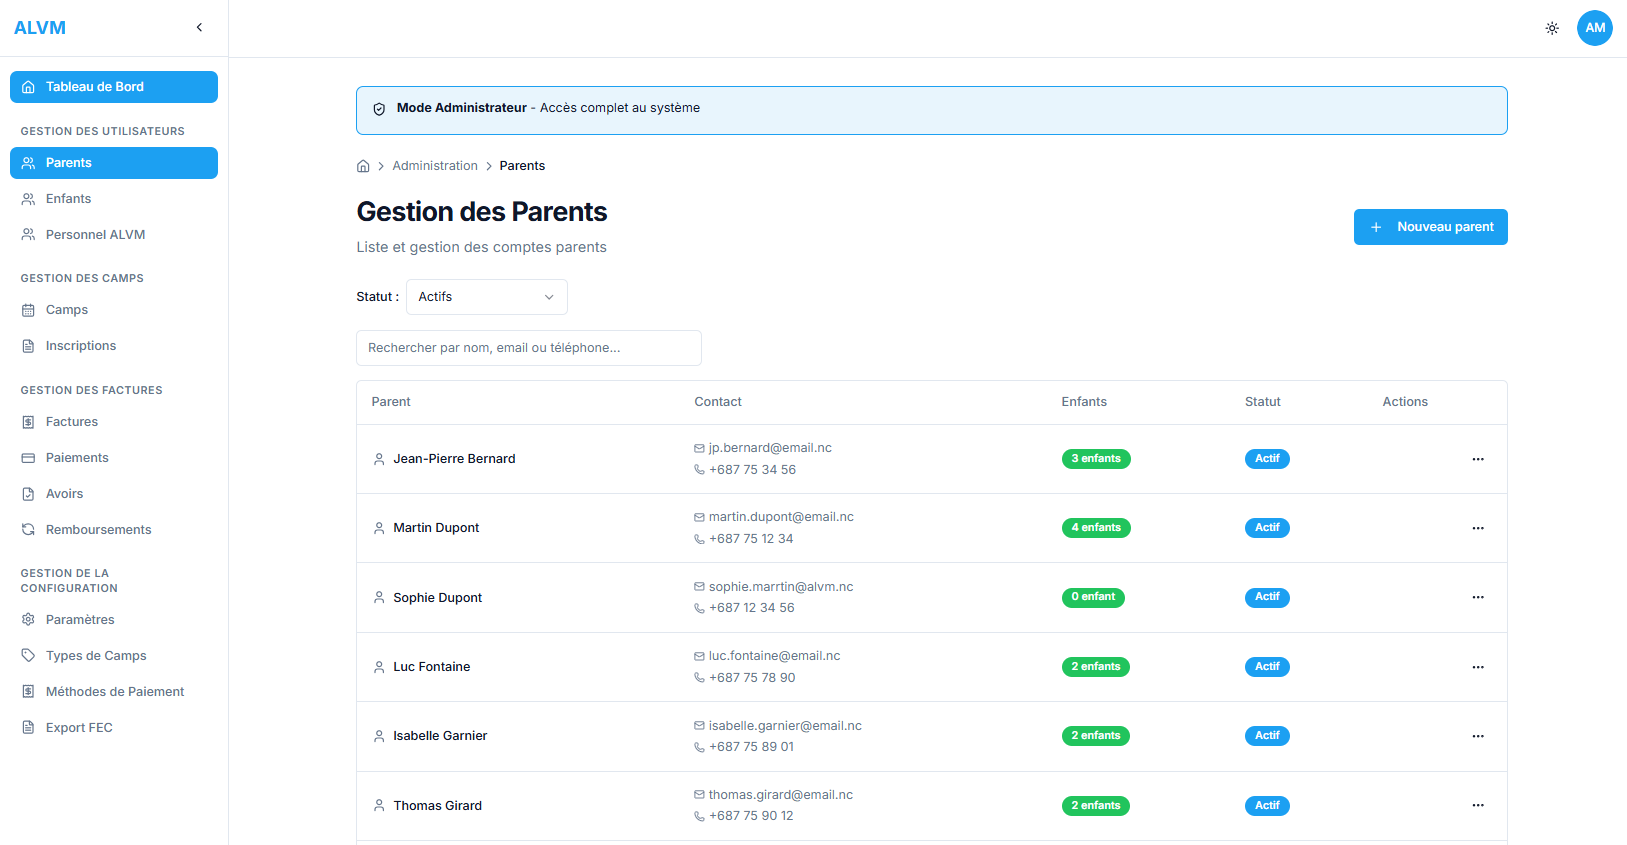 ALVM
AM
Tableau de Bord
GESTION DES UTILISATEURS
Parents
Enfants
Personnel ALVM
GESTION DES CAMPS
Camps
Inscriptions
GESTION DES FACTURES
Factures
Paiements
Avoirs
Remboursements
GESTION DE LA
CONFIGURATION
Paramètres
Types de Camps
Méthodes de Paiement
Export FEC
Mode Administrateur - Accès complet au système
Administration > Parents
Gestion des Parents
Liste et gestion des comptes parents
+ Nouveau parent
Statut : Actifs
Rechercher par nom, email ou téléphone...
Parent Contact Enfants Statut Actions
Jean-Pierre Bernard jp.bernard@email.nc 3 enfants Actif ...
+687 75 34 56
Martin Dupont martin.dupont@email.nc 4 enfants Actif ...
+687 75 12 34
Sophie Dupont sophie.marrtin@alvm.nc 0 enfant Actif ...
+687 12 34 56
Luc Fontaine luc.fontaine@email.nc 2 enfants Actif ...
+687 75 78 90
Isabelle Garnier isabelle.garnier@email.nc 2 enfants Actif ...
+687 75 89 01
Thomas Girard thomas.girard@email.nc 2 enfants Actif ...
+687 75 90 12